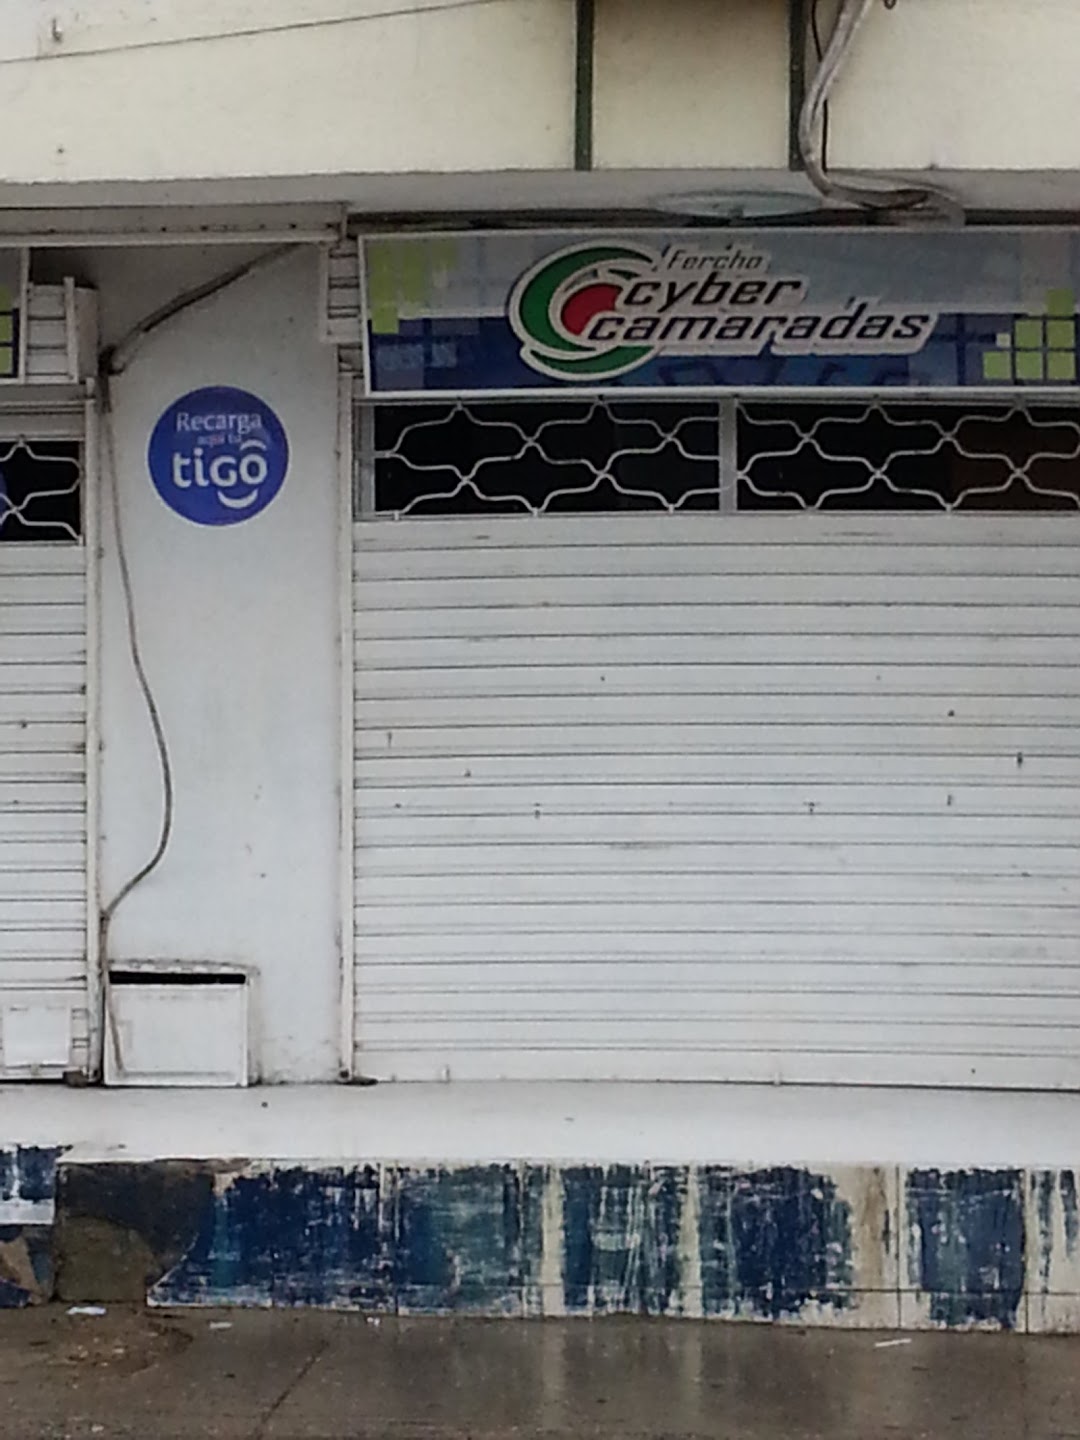 Fercho
cyber
camaradas
Recarga
aquí tu
tigo